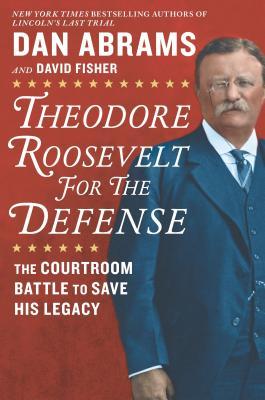 NEW YORK TIMES BESTSELLING AUTHORS OF
LINCOLN'S LAST TRIAL
DAN ABRAMS
AND DAVID FISHER
THEODORE
ROOSEVELT
FOR THE
DEFENSE
THE COURTROOM
BATTLE TO SAVE
HIS LEGACY